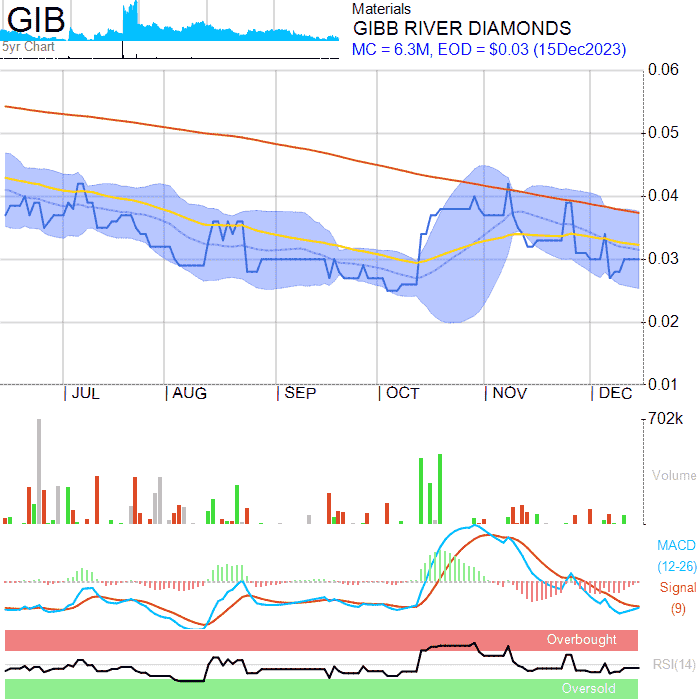 GIB
5yr Chart
Materials
GIBB RIVER DIAMONDS
MC = 6.3M, EOD = $0.03 (15Dec2023)
0.06
0.05
0.04
0.03
0.02
0.01
JUL AUG SEP OCT NOV DEC
702k
Volume
MACD
(12-26)
Signal
(9)
Overbought
RSI(14)
Oversold